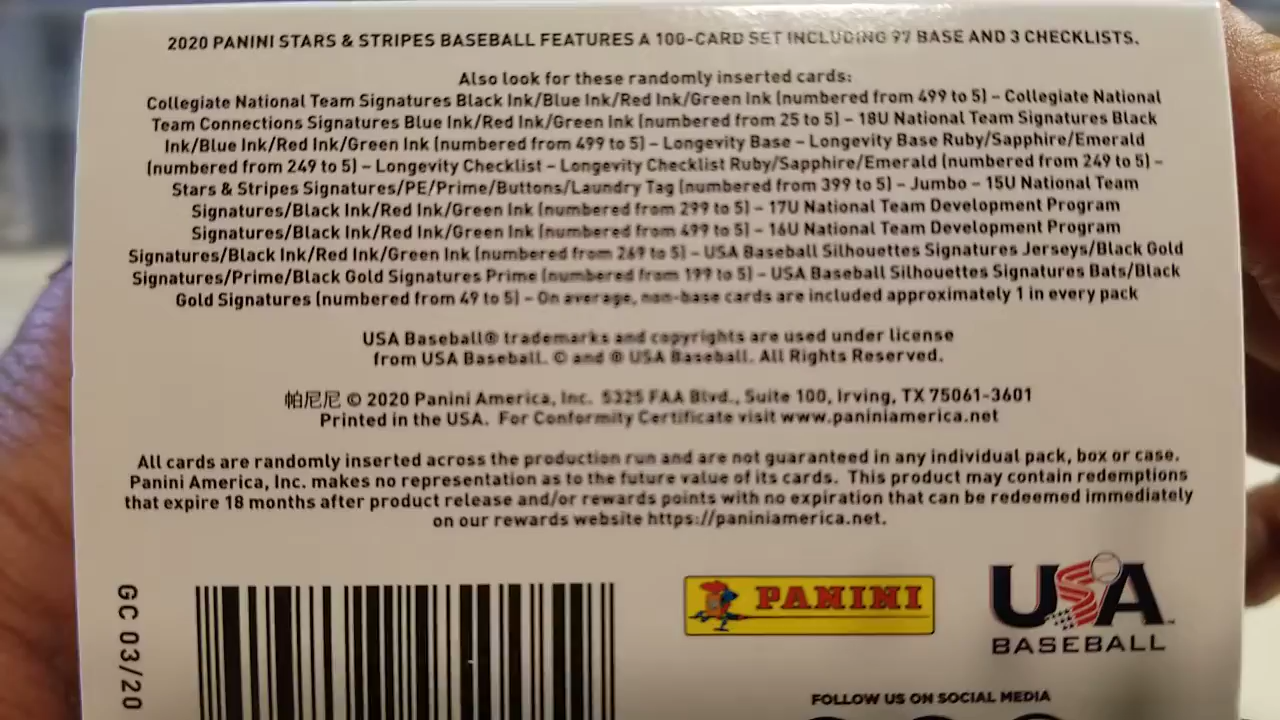 2020 PANINI STARS & STRIPES BASEBALL FEATURES A 100-CARD SET INCLUDING 97 BASE AND 3 CHECKLISTS.
Also look for these randomly inserted cards:
Collegiate National Team Signatures Black Ink/Blue Ink/Red Ink/Green Ink (numbered from 499 to 5) – Collegiate National
Team Connections Signatures Blue Ink/Red Ink/Green Ink (numbered from 25 to 5) – 18U National Team Signatures Black
Ink/Blue Ink/Red Ink/Green Ink (numbered from 499 to 5) – Longevity Base – Longevity Base Ruby/Sapphire/Emerald
(numbered from 249 to 5) – Longevity Checklist – Longevity Checklist Ruby/Sapphire/Emerald (numbered from 249 to 5) –
Stars & Stripes Signatures/PE/Prime/Buttons/Laundry Tag (numbered from 399 to 5) – Jumbo – 15U National Team
Signatures/Black Ink/Red Ink/Green Ink (numbered from 299 to 5) – 17U National Team Development Program
Signatures/Black Ink/Red Ink/Green Ink (numbered from 499 to 5) – 16U National Team Development Program
Signatures/Black Ink/Red Ink/Green Ink (numbered from 269 to 5) – USA Baseball Silhouettes Signatures Jerseys/Black Gold
Signatures/Prime/Black Gold Signatures Prime (numbered from 199 to 5) – USA Baseball Silhouettes Signatures Bats/Black
Gold Signatures (numbered from 49 to 5) – On average, non-base cards are included approximately 1 in every pack
USA Baseball® trademarks and copyrights are used under license
from USA Baseball. © and ® USA Baseball. All Rights Reserved.
帕尼尼 © 2020 Panini America, Inc. 5325 FAA Blvd., Suite 100, Irving, TX 75061-3601
Printed in the USA. For Conformity Certificate visit www.paniniamerica.net
All cards are randomly inserted across the production run and are not guaranteed in any individual pack, box or case.
Panini America, Inc. makes no representation as to the future value of its cards. This product may contain redemptions
that expire 18 months after product release and/or rewards points with no expiration that can be redeemed immediately
on our rewards website https://paniniamerica.net.
GC 03/20
PANINI
USA
BASEBALL
FOLLOW US ON SOCIAL MEDIA